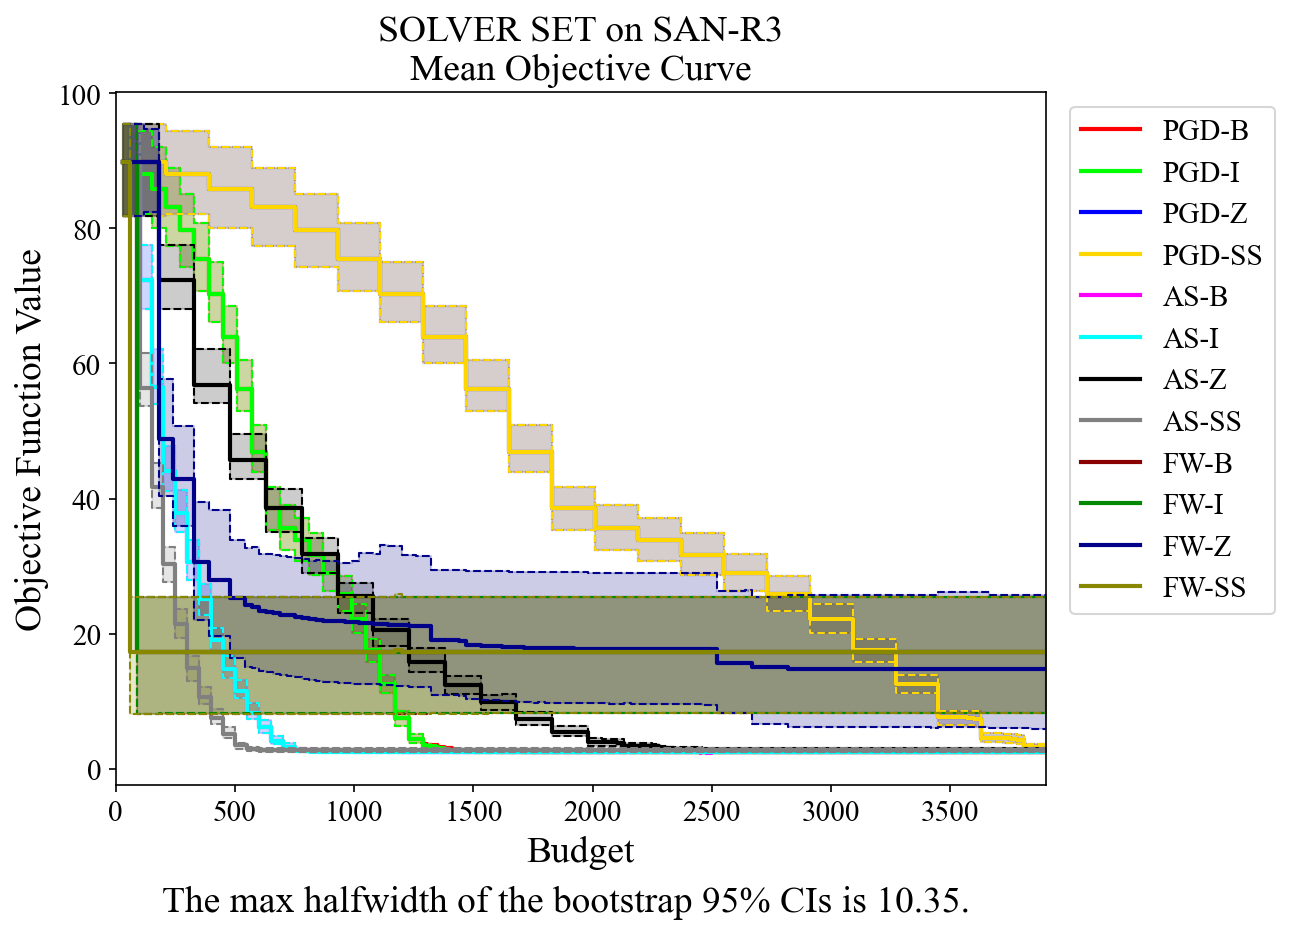 SOLVER SET on SAN-R3
Mean Objective Curve
Objective Function Value
100
80
60
40
20
0
0 500 1000 1500 2000 2500 3000 3500
Budget
The max halfwidth of the bootstrap 95% CIs is 10.35.
PGD-B
PGD-I
PGD-Z
PGD-SS
AS-B
AS-I
AS-Z
AS-SS
FW-B
FW-I
FW-Z
FW-SS